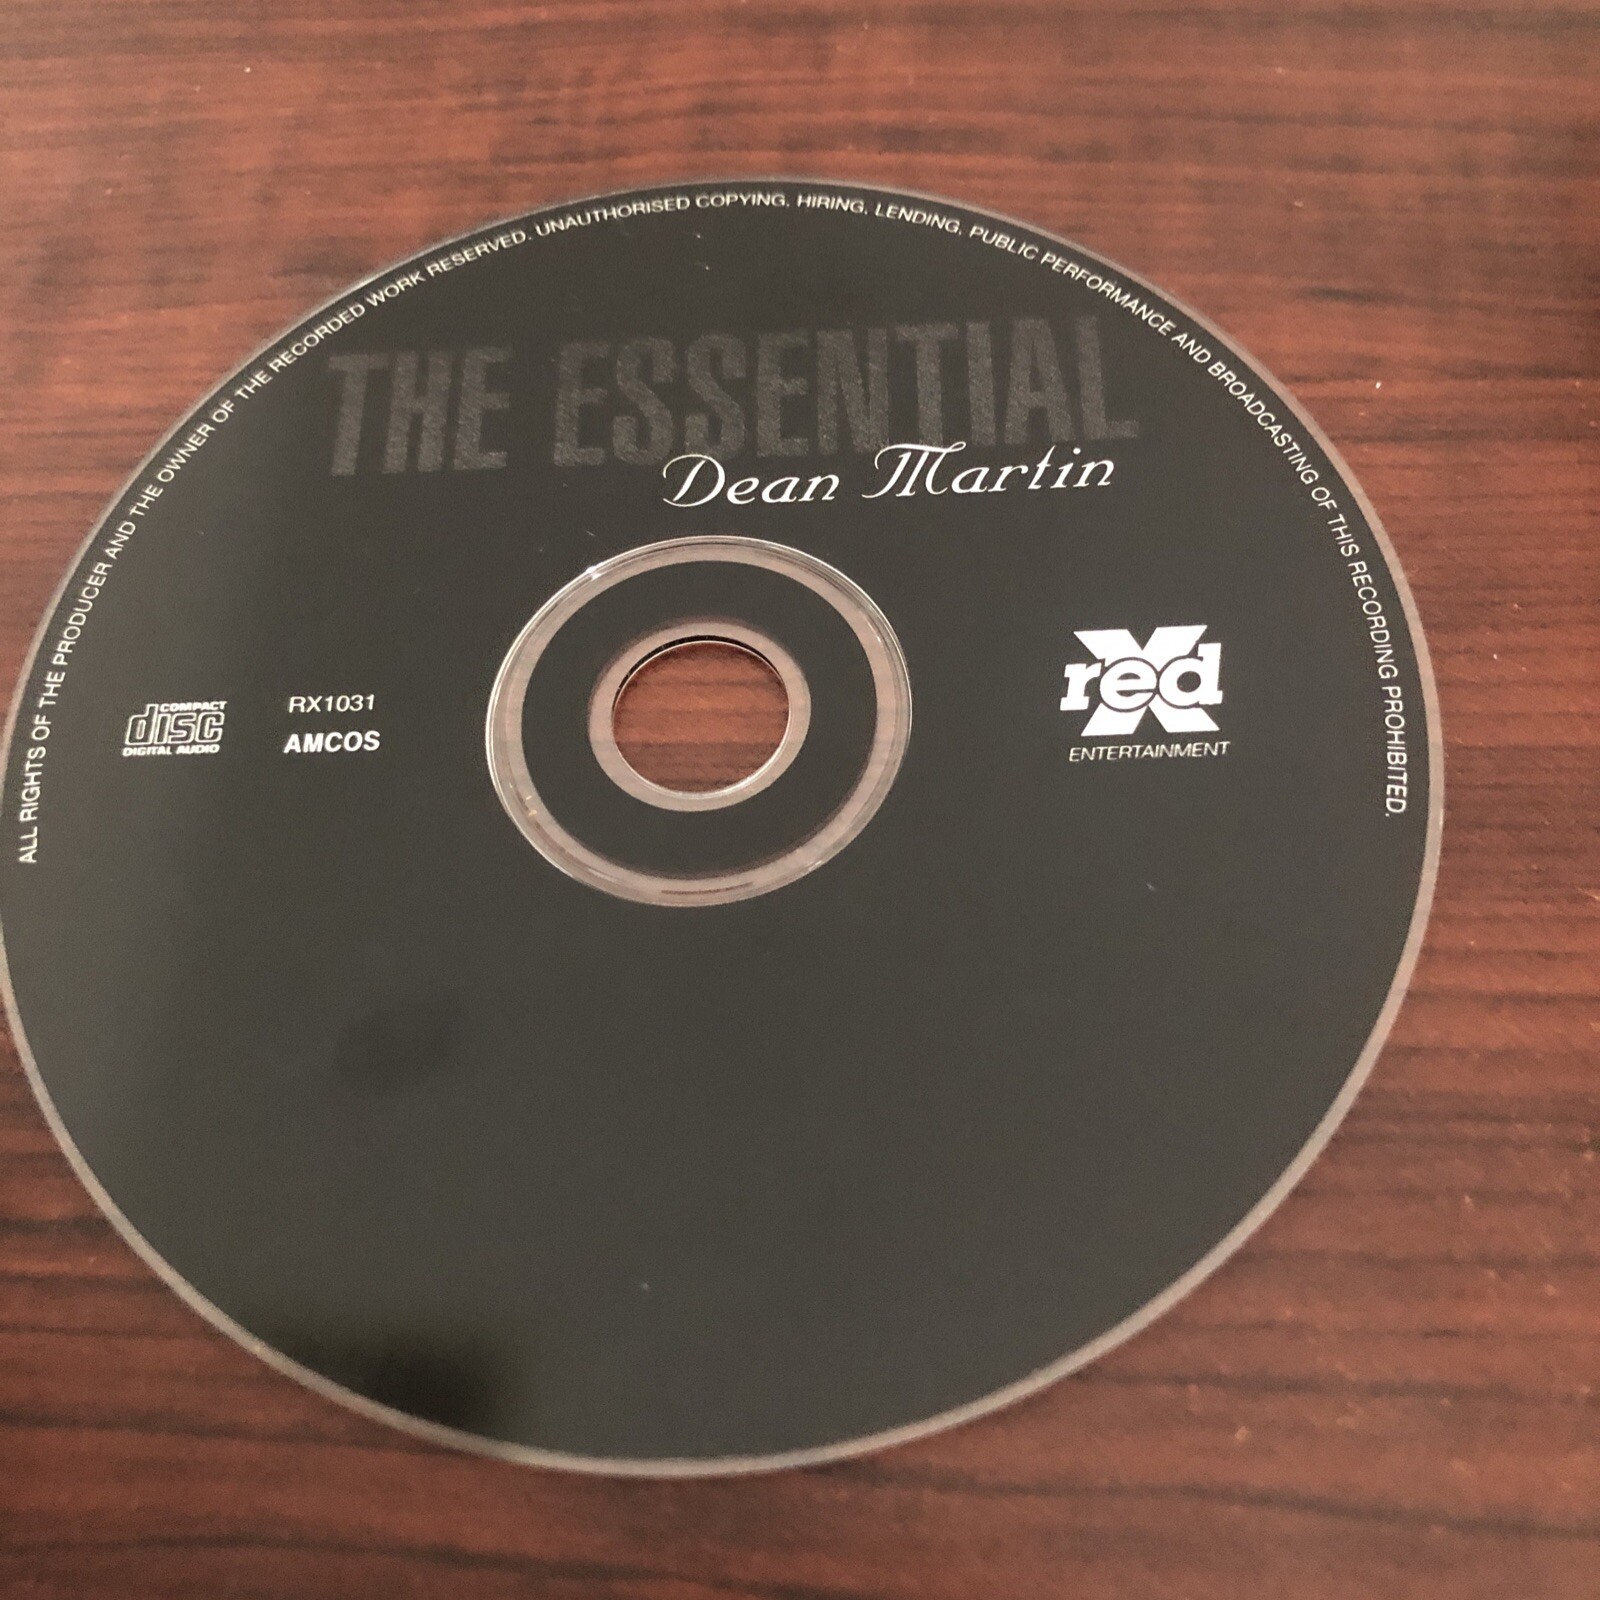 ALL RIGHTS OF THE PRODUCER AND THE OWNER OF THE RECORDED WORK RESERVED. UNAUTHORISED COPYING, HIRING, LENDING, PUBLIC PERFORMANCE AND BROADCASTING OF THIS RECORDING PROHIBITED.
THE ESSENTIAL
Dean Martin
COMPACT
disc
DIGITAL AUDIO
RX1031
AMCOS
X
red
ENTERTAINMENT